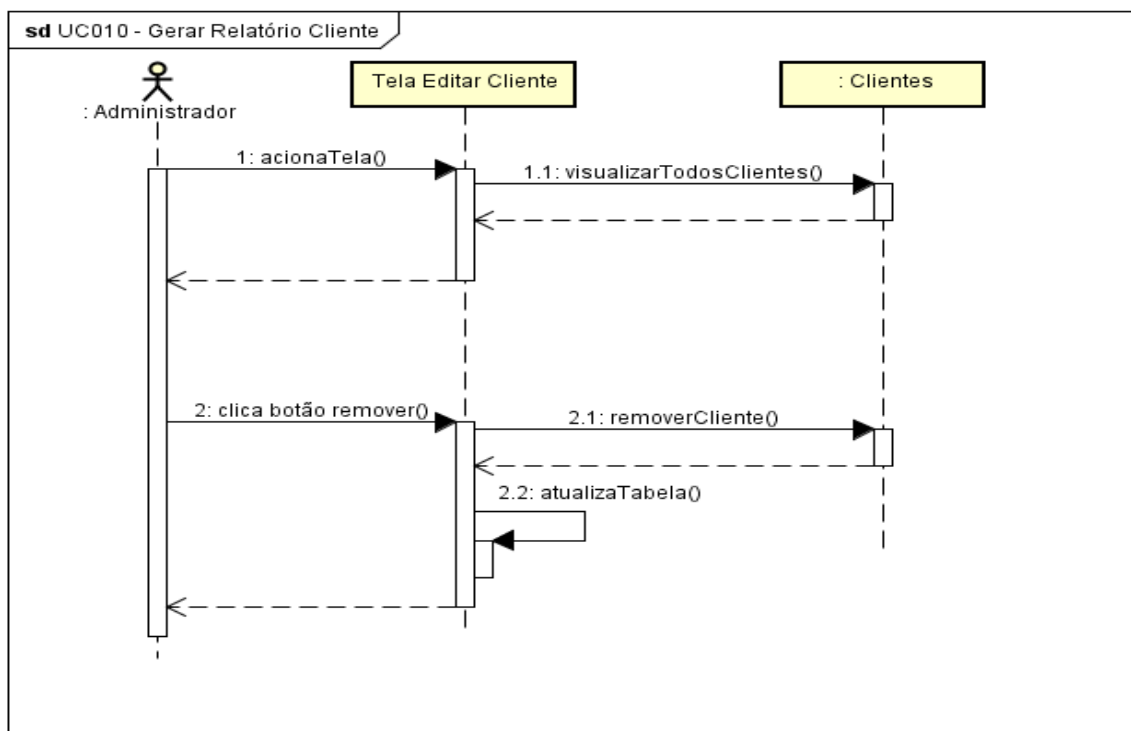 sd UC010 - Gerar Relatório Cliente
: Administrador
Tela Editar Cliente
: Clientes
1: acionaTela()
1.1: visualizarTodosClientes()
2: clica botão remover()
2.1: removerCliente()
2.2: atualizaTabela()